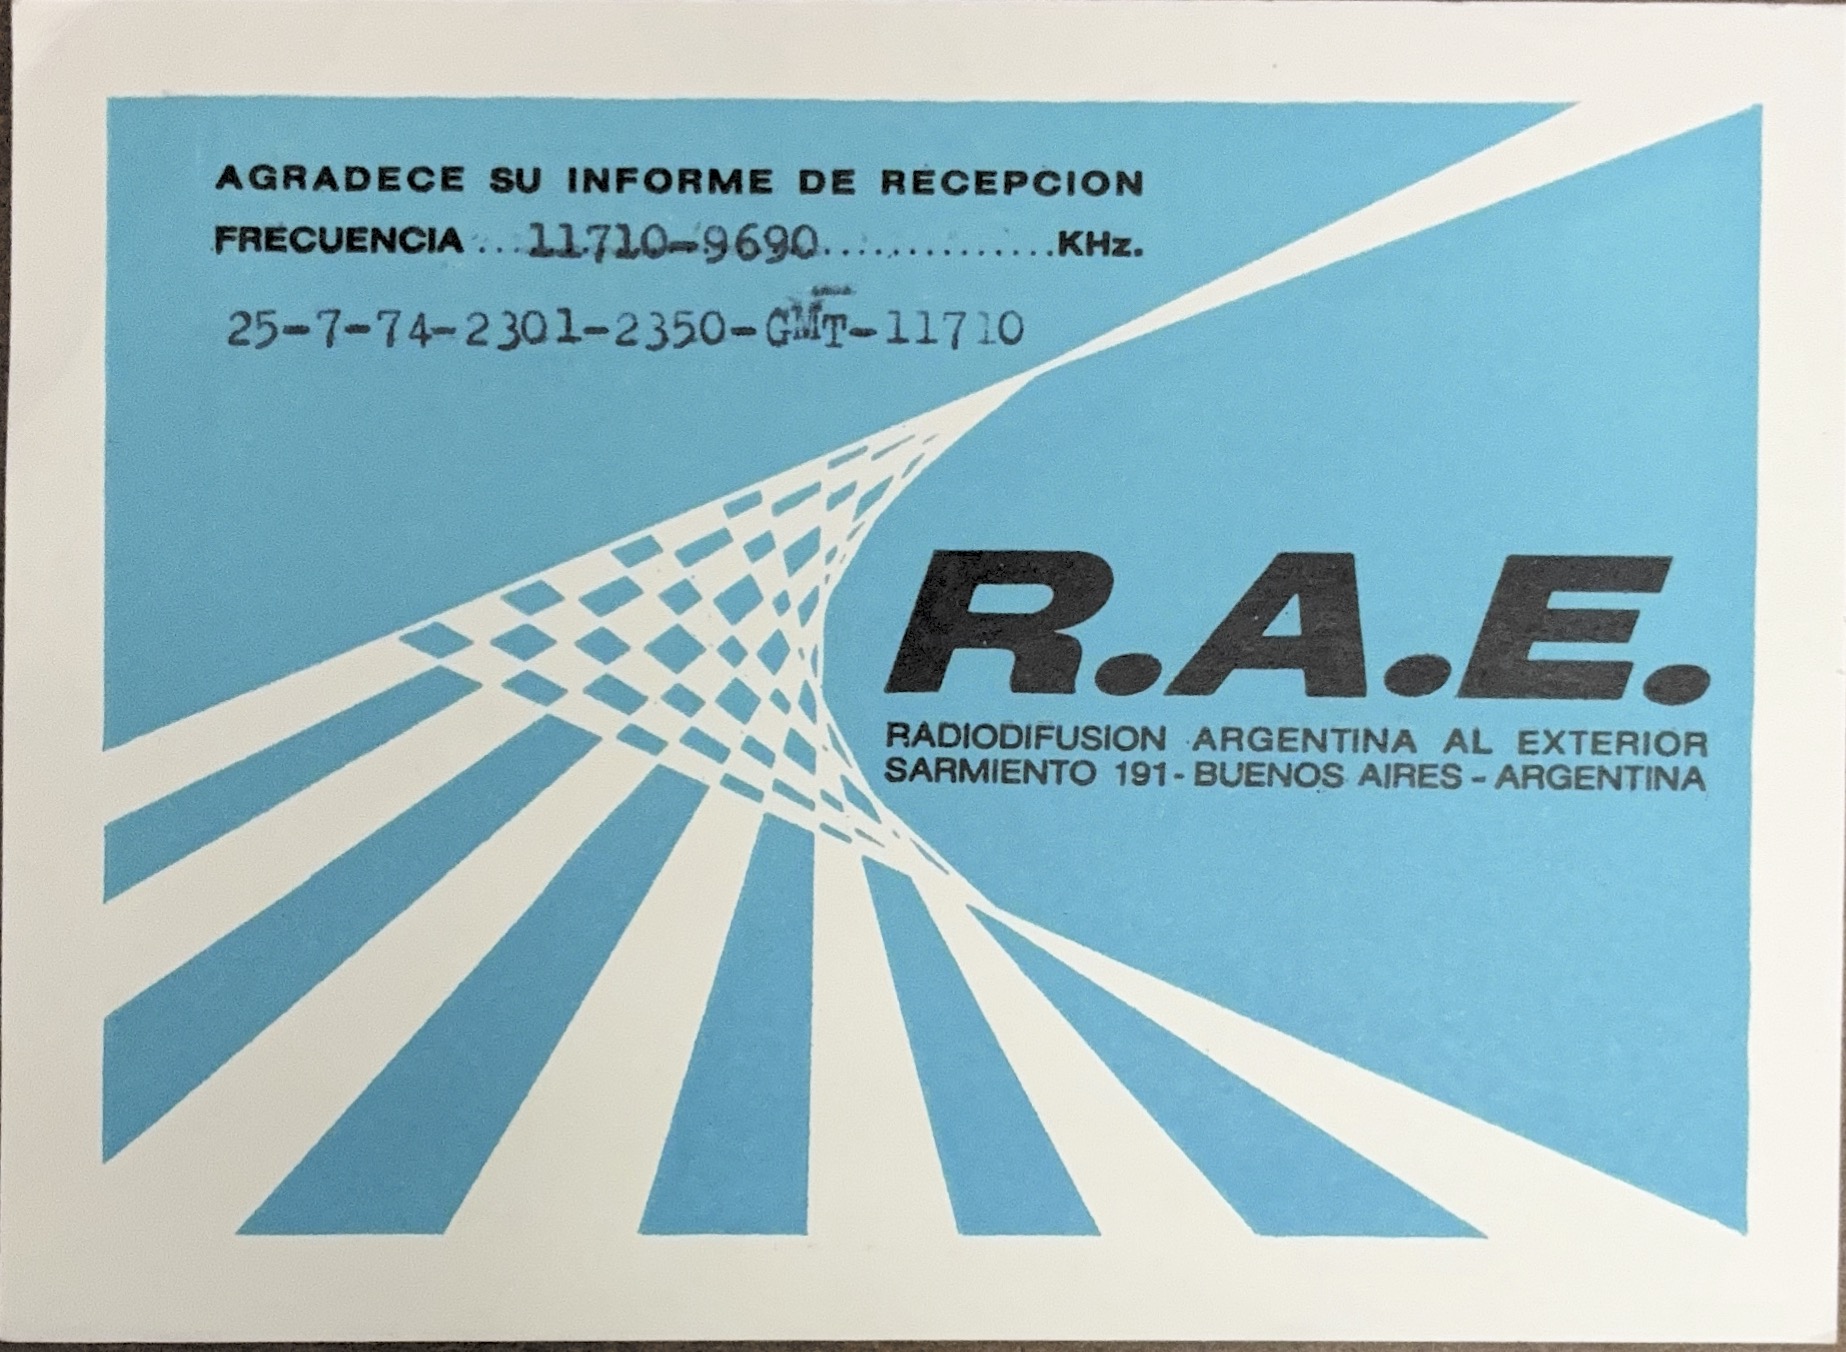 AGRADECE SU INFORME DE RECEPCION
FRECUENCIA ...11710-9690..............KHz.
25-7-74-2301-2350-GMT-11710
R.A.E.
RADIODIFUSION ARGENTINA AL EXTERIOR
SARMIENTO 191-BUENOS AIRES-ARGENTINA